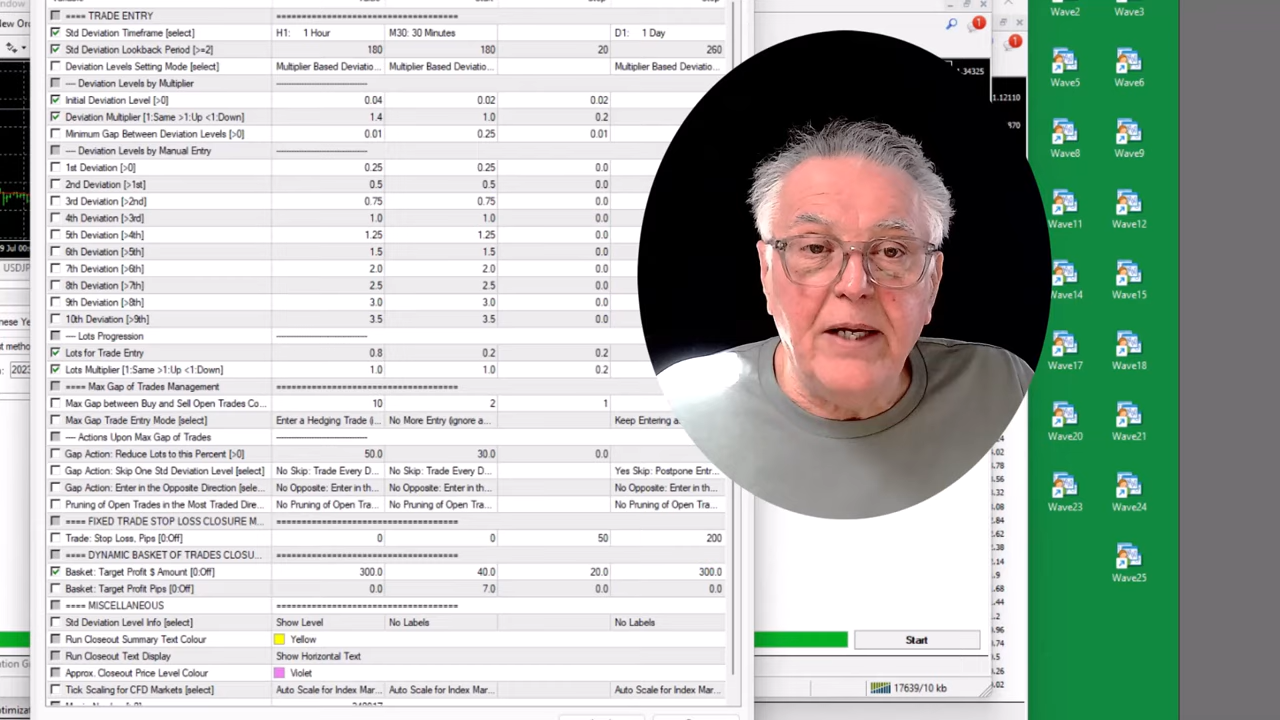 ==== TRADE ENTRY ==========================
Std Deviation Timeframe [select] H1: 1 Hour M30: 30 Minutes D1: 1 Day
Std Deviation Lookback Period [>=2] 180 180 20 260
Deviation Levels Setting Mode [select] Multiplier Based Deviatio... Multiplier Based Deviatio... Multiplier Based Deviatio...
--- Deviation Levels by Multiplier
Initial Deviation Level [>0] 0.04 0.02 0.02
Deviation Multiplier [1:Same >1:Up <1:Down] 1.4 1.0 0.2
Minimum Gap Between Deviation Levels [>0] 0.01 0.25 0.01
--- Deviation Levels by Manual Entry
1st Deviation [>0] 0.25 0.25 0.0
2nd Deviation [>1st] 0.5 0.5 0.0
3rd Deviation [>2nd] 0.75 0.75 0.0
4th Deviation [>3rd] 1.0 1.0 0.0
5th Deviation [>4th] 1.25 1.25 0.0
6th Deviation [>5th] 1.5 1.5 0.0
7th Deviation [>6th] 2.0 2.0 0.0
8th Deviation [>7th] 2.5 2.5 0.0
9th Deviation [>8th] 3.0 3.0 0.0
10th Deviation [>9th] 3.5 3.5 0.0
--- Lots Progression
Lots for Trade Entry 0.8 0.2 0.2
Lots Multiplier [1:Same >1:Up <1:Down] 1.0 1.0 0.2
==== Max Gap of Trades Management ==========================
Max Gap between Buy and Sell Open Trades Co... 10 2 1
Max Gap Trade Entry Mode [select] Enter a Hedging Trade (i... No More Entry (ignore a... Keep Entering a
--- Actions Upon Max Gap of Trades
Gap Action: Reduce Lots to this Percent [>0] 50.0 30.0 0.0
Gap Action: Skip One Std Deviation Level [select] No Skip: Trade Every D... No Skip: Trade Every D... Yes Skip: Postpone Entr...
Gap Action: Enter in the Opposite Direction [sele... No Opposite: Enter in th... No Opposite: Enter in th... No Opposite: Enter in th...
Pruning of Open Trades in the Most Traded Dire... No Pruning of Open Tra... No Pruning of Open Tra... No Pruning of Open Tra...
==== FIXED TRADE STOP LOSS CLOSURE M... ==========================
Trade: Stop Loss, Pips [0:Off] 0 0 50 200
==== DYNAMIC BASKET OF TRADES CLOSU... ==========================
Basket: Target Profit $ Amount [0:Off] 300.0 40.0 20.0 300.0
Basket: Target Profit Pips [0:Off] 0.0 7.0 0.0 0.0
==== MISCELLANEOUS ==========================
Std Deviation Level Info [select] Show Level No Labels No Labels
Run Closeout Summary Text Colour Yellow
Run Closeout Text Display Show Horizontal Text
Approx. Closeout Price Level Colour Violet
Tick Scaling for CFD Markets [select] Auto Scale for Index Mar... Auto Scale for Index Mar... Auto Scale for Index Mar...
1
1
1.34325
1.12110
970
Start
17639/10 kb
Wave2 Wave3
Wave5 Wave6
Wave8 Wave9
Wave11 Wave12
Wave14 Wave15
Wave17 Wave18
Wave20 Wave21
Wave23 Wave24
Wave25